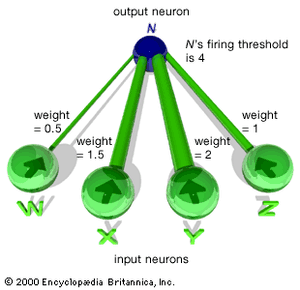 output neuron
N
N's firing threshold
is 4
weight
= 0.5
weight
= 1.5
weight
= 2
weight
= 1
W
X
Y
Z
input neurons
© 2000 Encyclopædia Britannica, Inc.